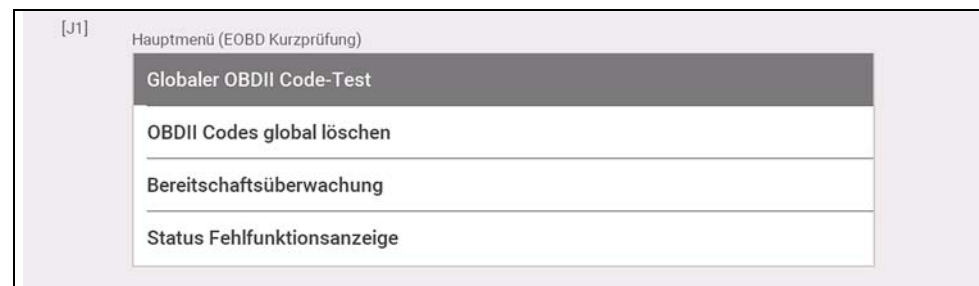 [J1]
Hauptmenü (EOBD Kurzprüfung)
Globaler OBDII Code-Test
OBDII Codes global löschen
Bereitschaftsüberwachung
Status Fehlfunktionsanzeige